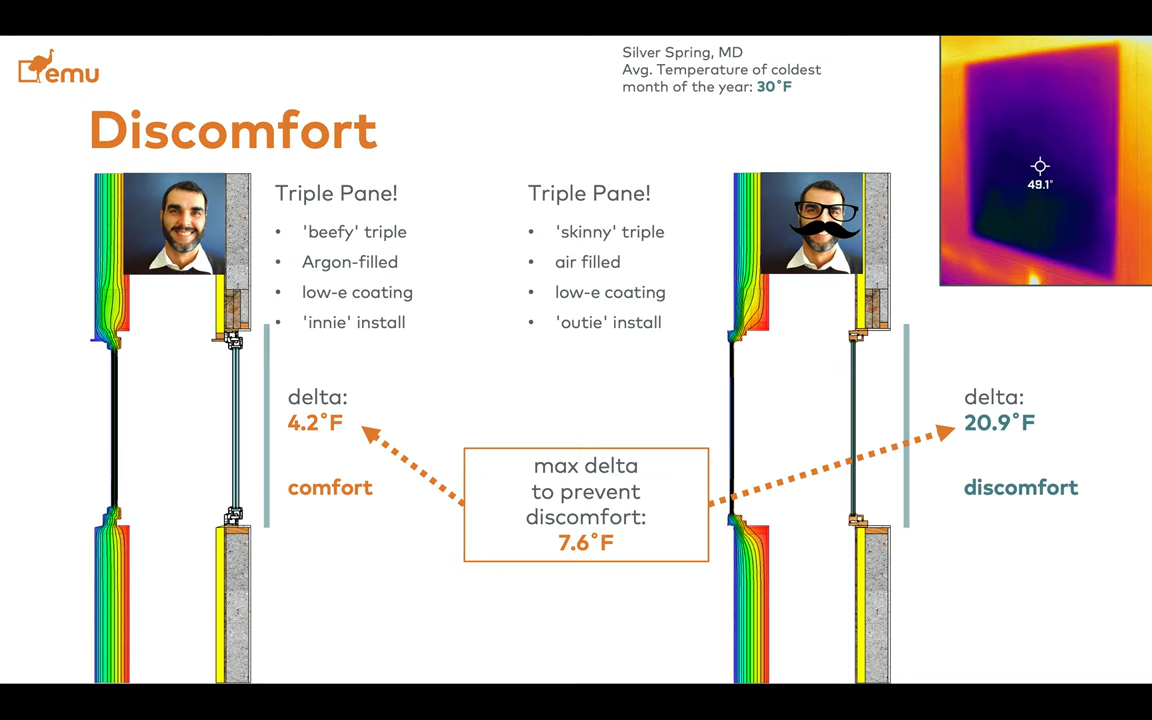 emu
Silver Spring, MD
Avg. Temperature of coldest
month of the year: 30˚F
Discomfort
49.1°
Triple Pane!
• 'beefy' triple
• Argon-filled
• low-e coating
• 'innie' install
Triple Pane!
• 'skinny' triple
• air filled
• low-e coating
• 'outie' install
delta:
4.2˚F
comfort
max delta
to prevent
discomfort:
7.6˚F
delta:
20.9˚F
discomfort